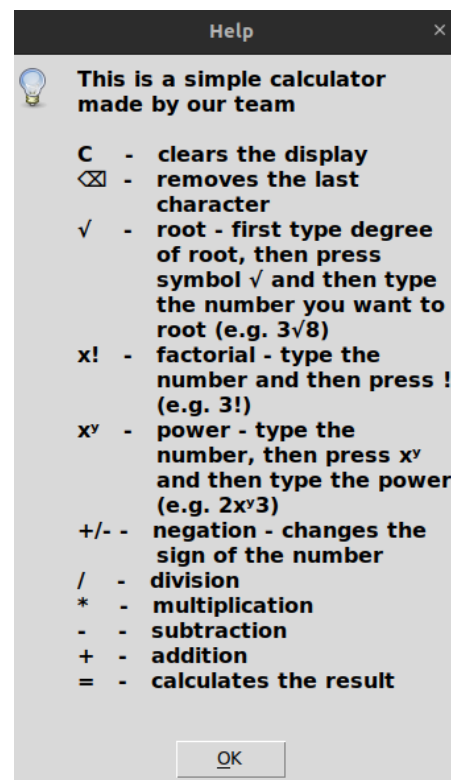 Help ×
This is a simple calculator
made by our team
C - clears the display
⌫ - removes the last
character
√ - root - first type degree
of root, then press
symbol √ and then type
the number you want to
root (e.g. 3√8)
x! - factorial - type the
number and then press !
(e.g. 3!)
xʸ - power - type the
number, then press xʸ
and then type the power
(e.g. 2xʸ3)
+/- - negation - changes the
sign of the number
/ - division
* - multiplication
- - subtraction
+ - addition
= - calculates the result
OK